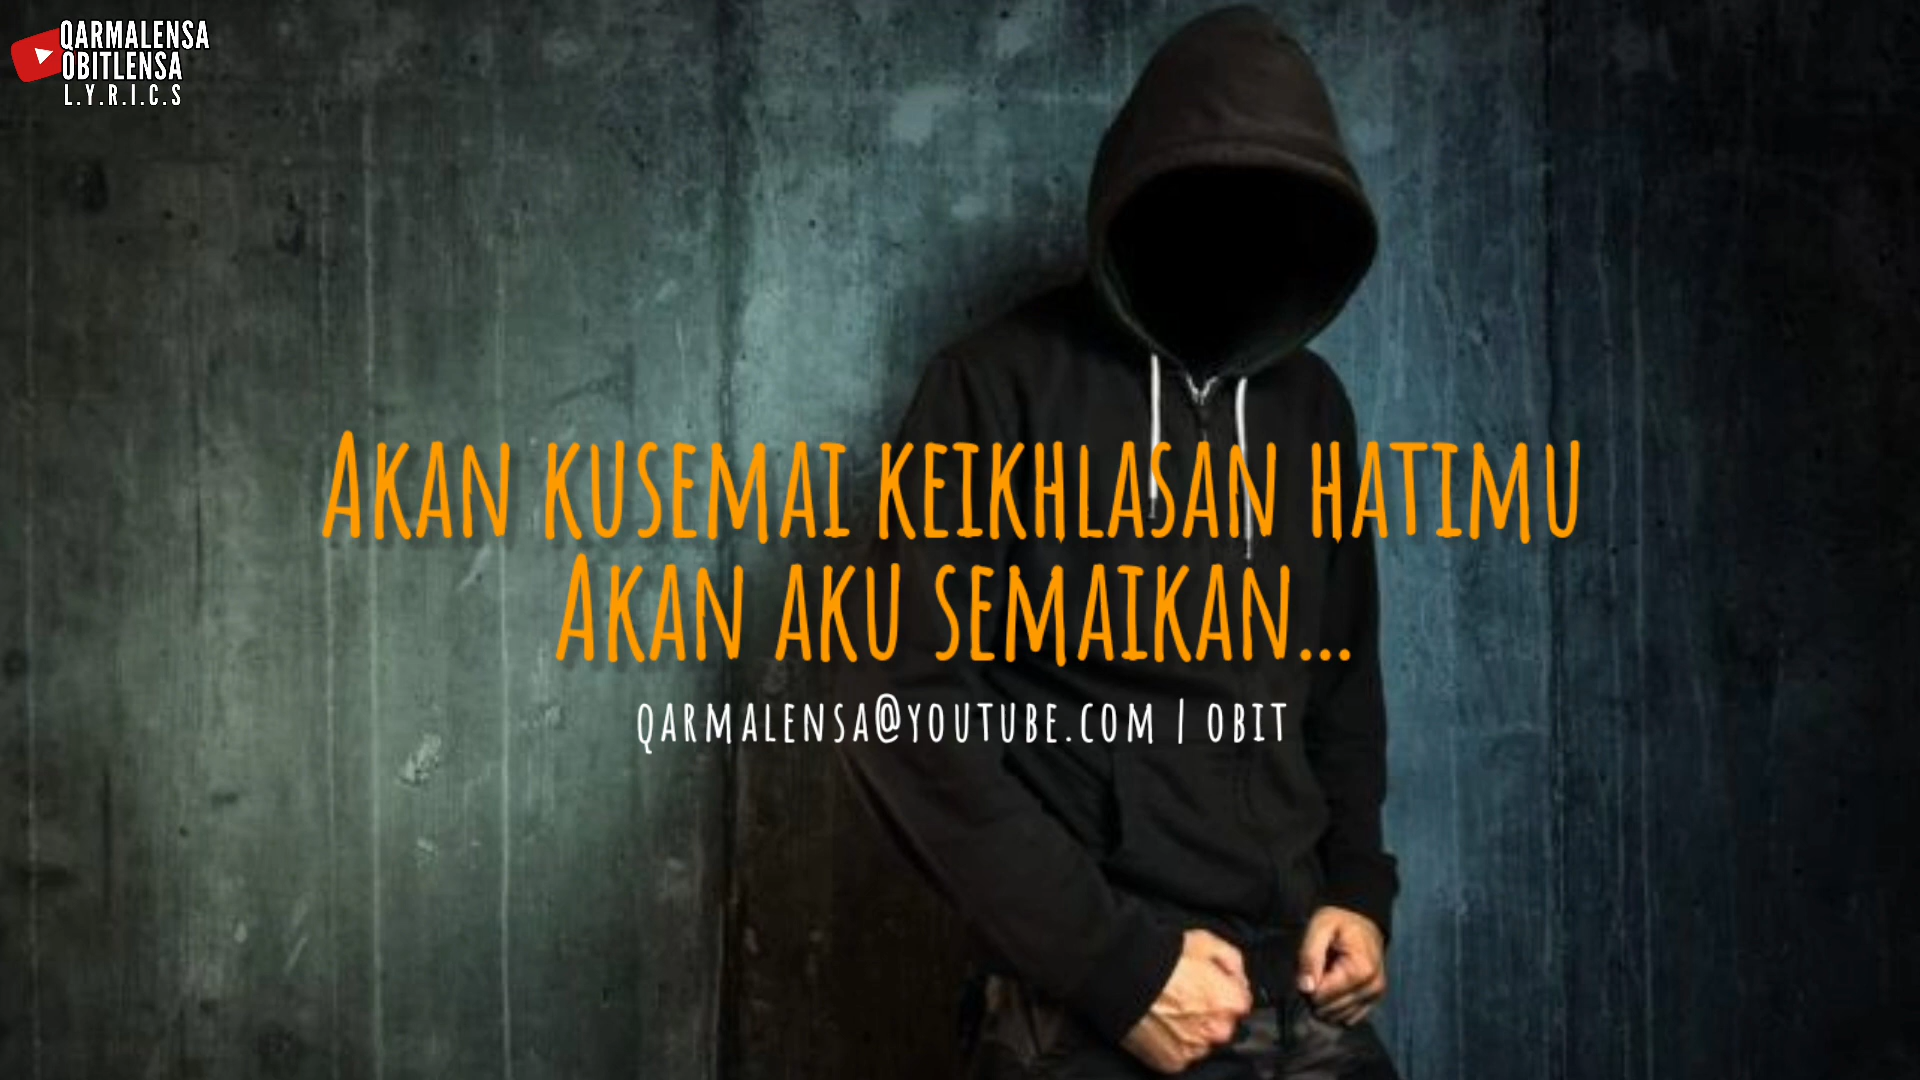 QARMALENSA
OBITLENSA
L.Y.R.I.C.S
AKAN KUSEMAI KEIKHLASAN HATIMU
AKAN AKU SEMAIKAN...
QARMALENSA@YOUTUBE.COM | OBIT